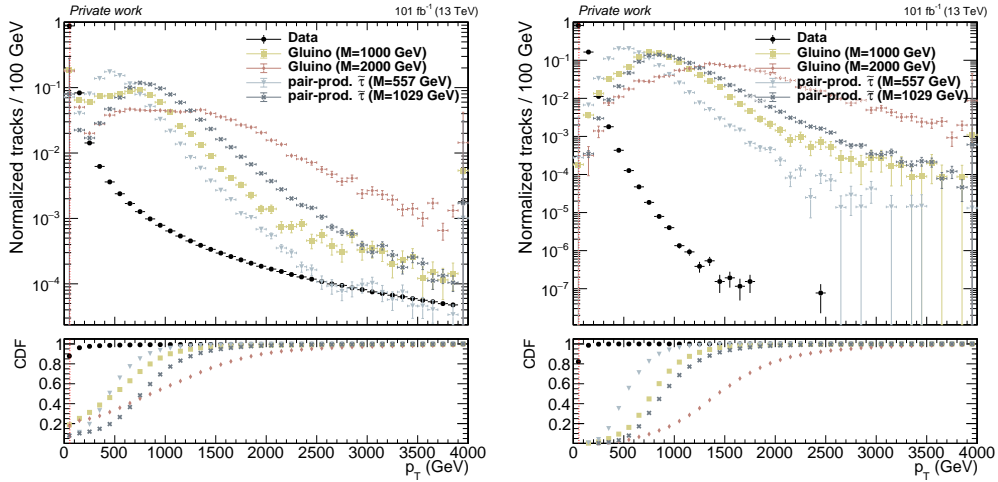 Private work 101 fb⁻¹ (13 TeV)
Normalized tracks / 100 GeV
Data
Gluino (M=1000 GeV)
Gluino (M=2000 GeV)
pair-prod. τ̃ (M=557 GeV)
pair-prod. τ̃ (M=1029 GeV)
1
10⁻¹
10⁻²
10⁻³
10⁻⁴
CDF
1
0.8
0.6
0.4
0.2
0 500 1000 1500 2000 2500 3000 3500 4000
p_T (GeV)
Private work 101 fb⁻¹ (13 TeV)
Normalized tracks / 100 GeV
Data
Gluino (M=1000 GeV)
Gluino (M=2000 GeV)
pair-prod. τ̃ (M=557 GeV)
pair-prod. τ̃ (M=1029 GeV)
1
10⁻¹
10⁻²
10⁻³
10⁻⁴
10⁻⁵
10⁻⁶
10⁻⁷
CDF
1
0.8
0.6
0.4
0.2
0 500 1000 1500 2000 2500 3000 3500 4000
p_T (GeV)